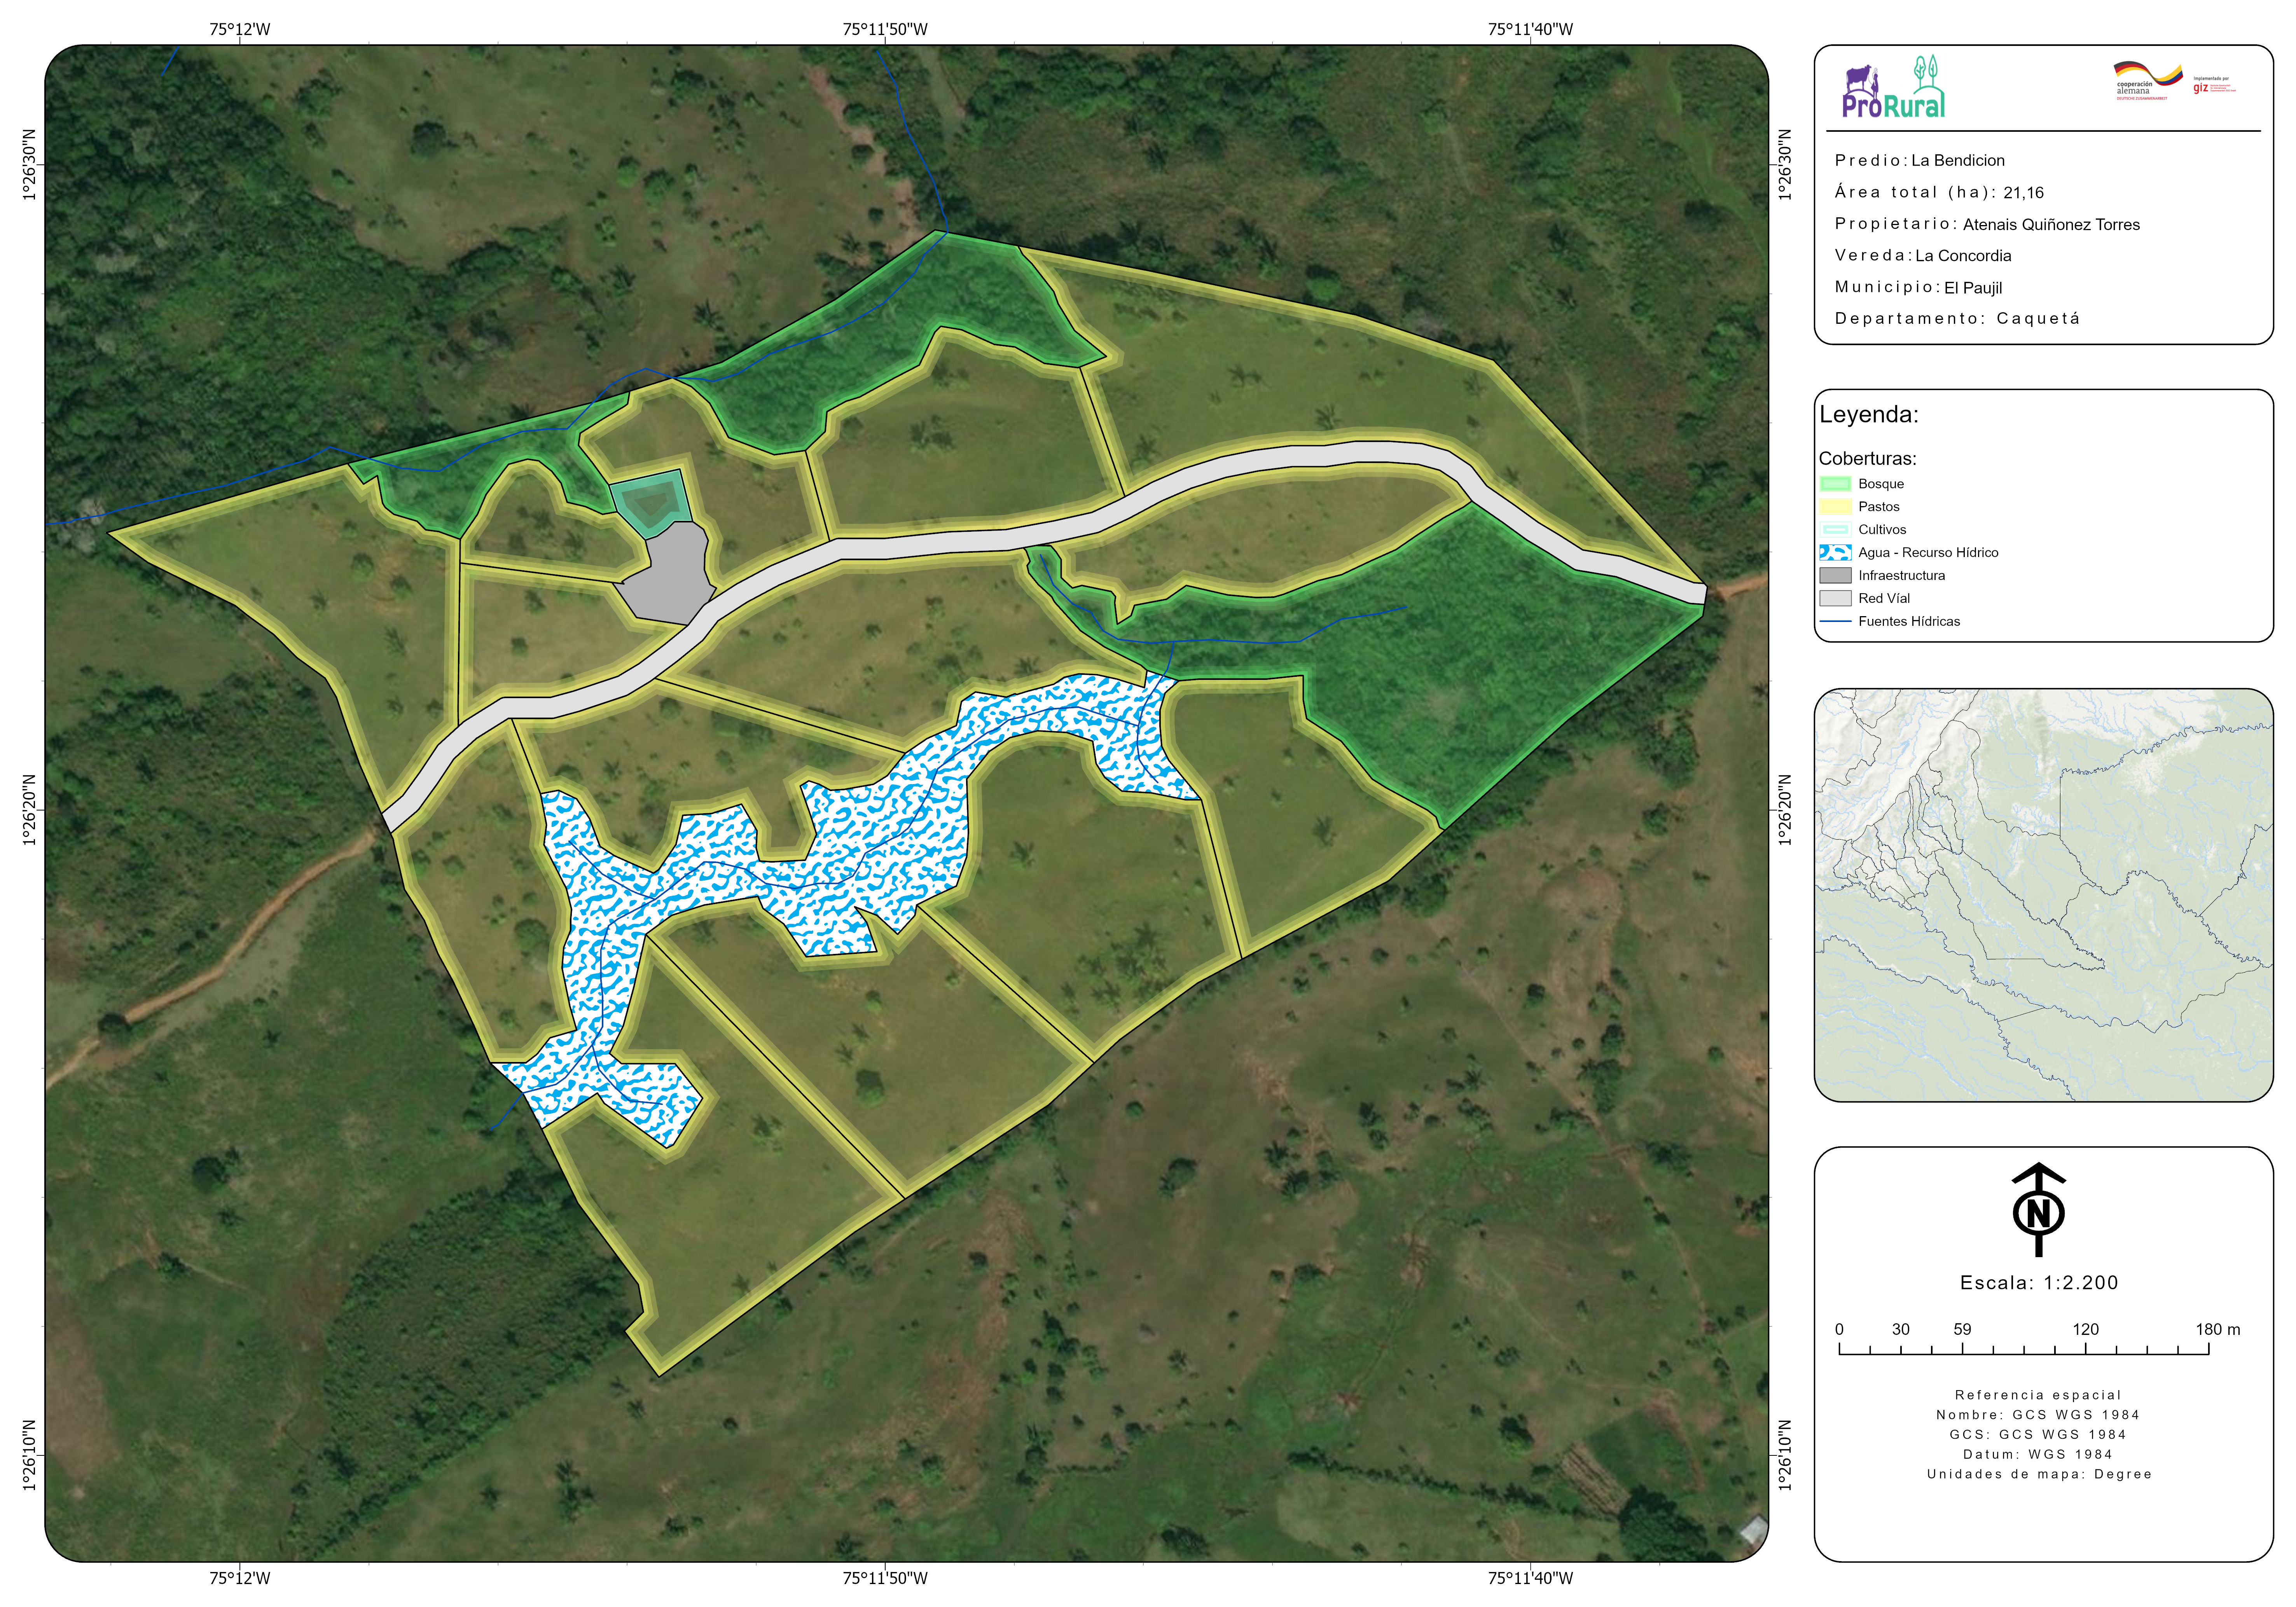 75°12'W
75°11'50"W
75°11'40"W
1°26'30"N
1°26'20"N
1°26'10"N
1°26'30"N
1°26'20"N
1°26'10"N
75°12'W
75°11'50"W
75°11'40"W
ProRural
cooperación
alemana
DEUTSCHE ZUSAMMENARBEIT
Implementada por
giz
Predio: La Bendicion
Área total (ha): 21,16
Propietario: Atenais Quiñonez Torres
Vereda: La Concordia
Municipio: El Paujil
Departamento: Caquetá
Leyenda:
Coberturas:
Bosque
Pastos
Cultivos
Agua - Recurso Hídrico
Infraestructura
Red Víal
Fuentes Hídricas
N
Escala: 1:2.200
0 30 59 120 180 m
Referencia espacial
Nombre: GCS WGS 1984
GCS: GCS WGS 1984
Datum: WGS 1984
Unidades de mapa: Degree